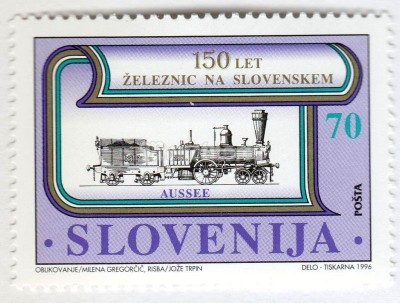 150 LET
ŽELEZNIC NA SLOVENSKEM
70
AUSSEE
POŠTA
· SLOVENIJA ·
OBLIKOVANJE/MILENA GREGORČIČ, RISBA/JOŽE TRPIN
DELO - TISKARNA 1996